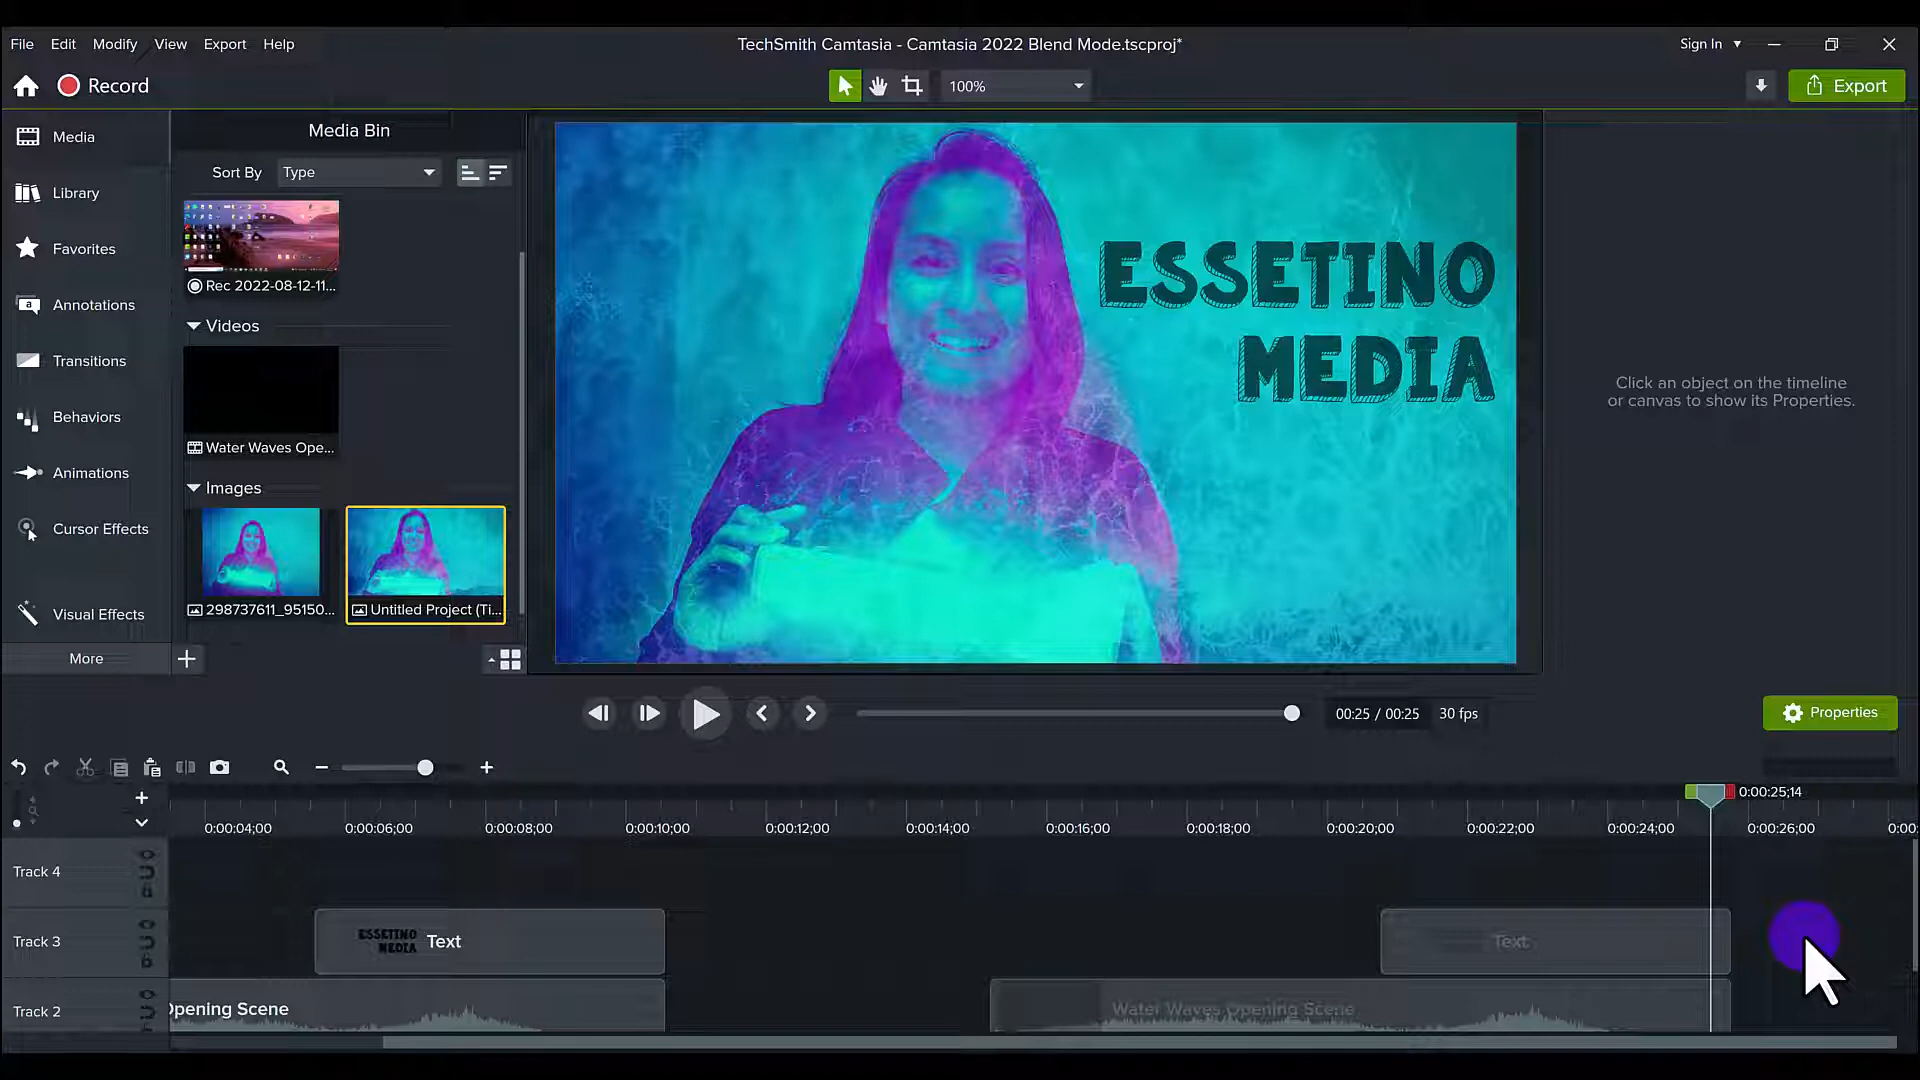 File Edit Modify View Export Help
TechSmith Camtasia - Camtasia 2022 Blend Mode.tscproj*
Sign In
Record
100%
Export
Media
Library
Favorites
Annotations
Transitions
Behaviors
Animations
Cursor Effects
Visual Effects
More
Media Bin
Sort By Type
Rec 2022-08-12-11...
Videos
Water Waves Ope...
Images
298737611_95150... Untitled Project (Ti...
ESSETINO
MEDIA
Click an object on the timeline
or canvas to show its Properties.
00:25 / 00:25 30 fps
Properties
0:00:25;14
0:00:04;00 0:00:06;00 0:00:08;00 0:00:10;00 0:00:12;00 0:00:14;00 0:00:16;00 0:00:18;00 0:00:20;00 0:00:22;00 0:00:24;00 0:00:26;00 0:00:
Track 4
Track 3 ESSETINO MEDIA Text Text
Track 2 Opening Scene Water Waves Opening Scene